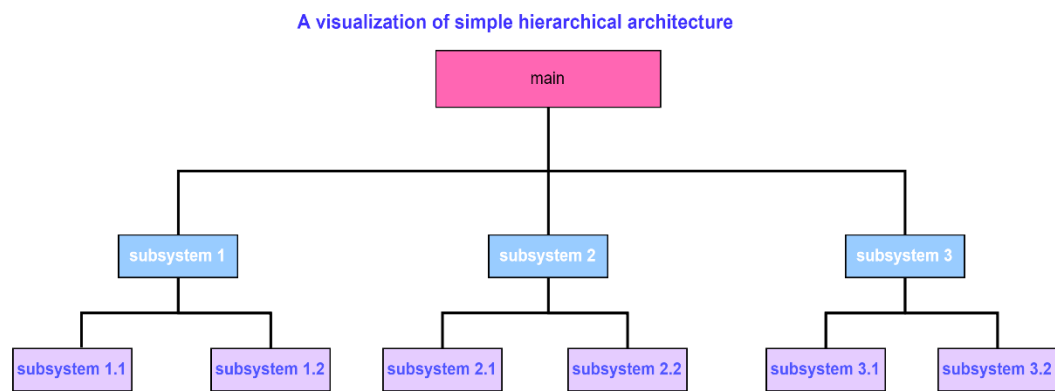 A visualization of simple hierarchical architecture
main
subsystem 1
subsystem 2
subsystem 3
subsystem 1.1
subsystem 1.2
subsystem 2.1
subsystem 2.2
subsystem 3.1
subsystem 3.2